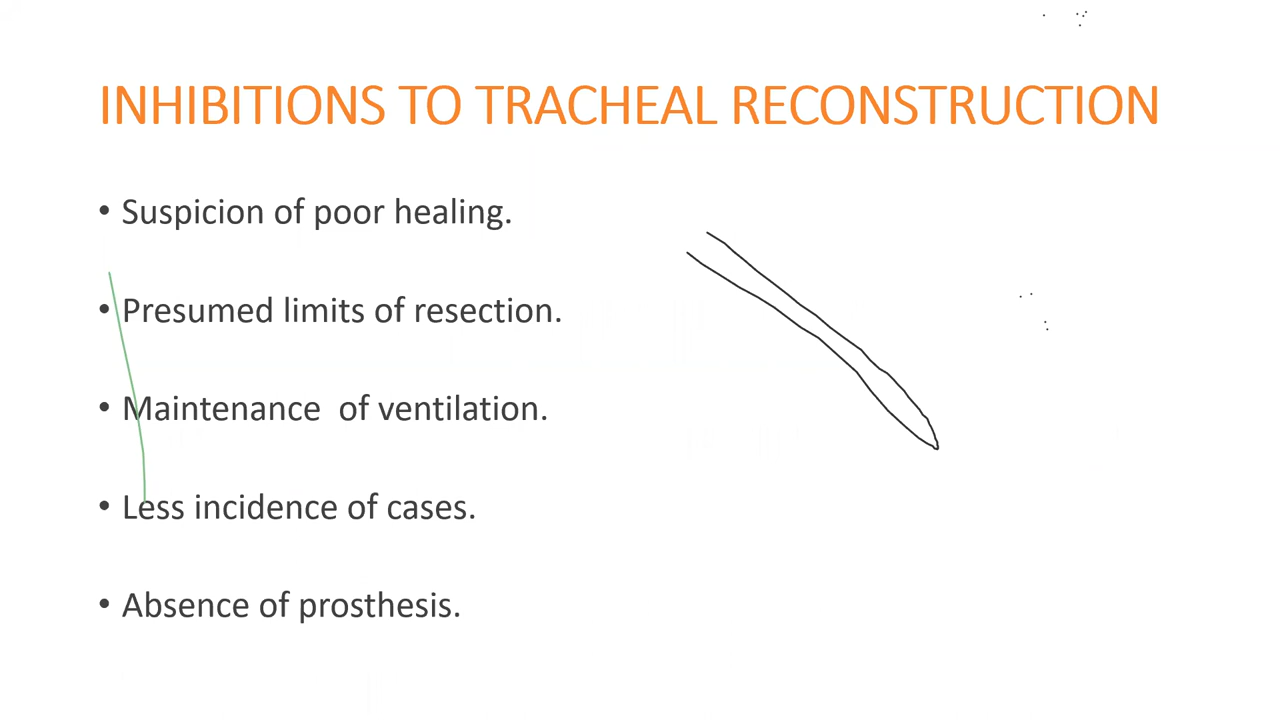 INHIBITIONS TO TRACHEAL RECONSTRUCTION
• Suspicion of poor healing.
• Presumed limits of resection.
• Maintenance  of ventilation.
• Less incidence of cases.
• Absence of prosthesis.